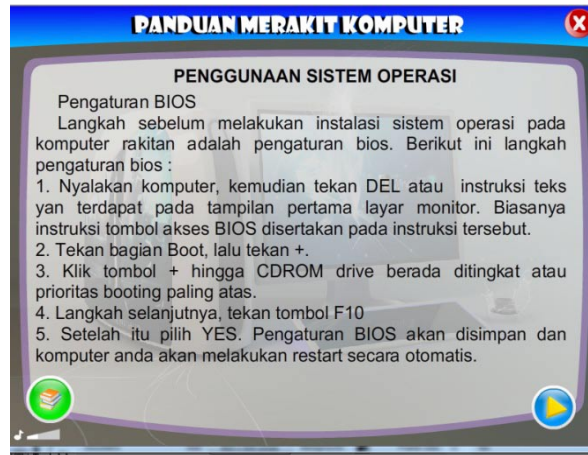 PANDUAN MERAKIT KOMPUTER
PENGGUNAAN SISTEM OPERASI
Pengaturan BIOS
Langkah sebelum melakukan instalasi sistem operasi pada
komputer rakitan adalah pengaturan bios. Berikut ini langkah
pengaturan bios :
1. Nyalakan komputer, kemudian tekan DEL atau instruksi teks
yan terdapat pada tampilan pertama layar monitor. Biasanya
instruksi tombol akses BIOS disertakan pada instruksi tersebut.
2. Tekan bagian Boot, lalu tekan +.
3. Klik tombol + hingga CDROM drive berada ditingkat atau
prioritas booting paling atas.
4. Langkah selanjutnya, tekan tombol F10
5. Setelah itu pilih YES. Pengaturan BIOS akan disimpan dan
komputer anda akan melakukan restart secara otomatis.